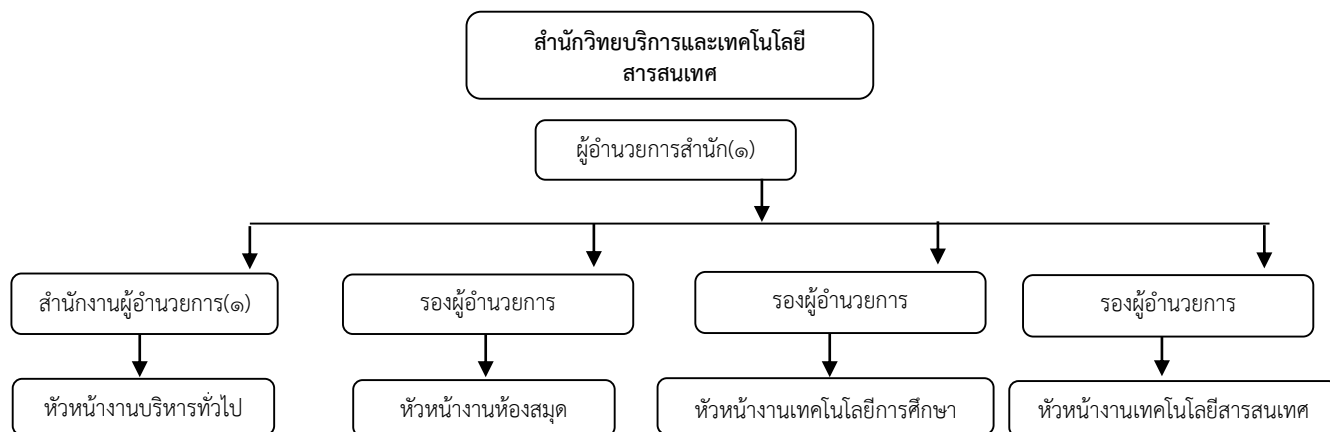 สำนักวิทยบริการและเทคโนโลยี
สารสนเทศ
ผู้อำนวยการสำนัก(๑)
สำนักงานผู้อำนวยการ(๑)
รองผู้อำนวยการ
รองผู้อำนวยการ
รองผู้อำนวยการ
หัวหน้างานบริหารทั่วไป
หัวหน้างานห้องสมุด
หัวหน้างานเทคโนโลยีการศึกษา
หัวหน้างานเทคโนโลยีสารสนเทศ